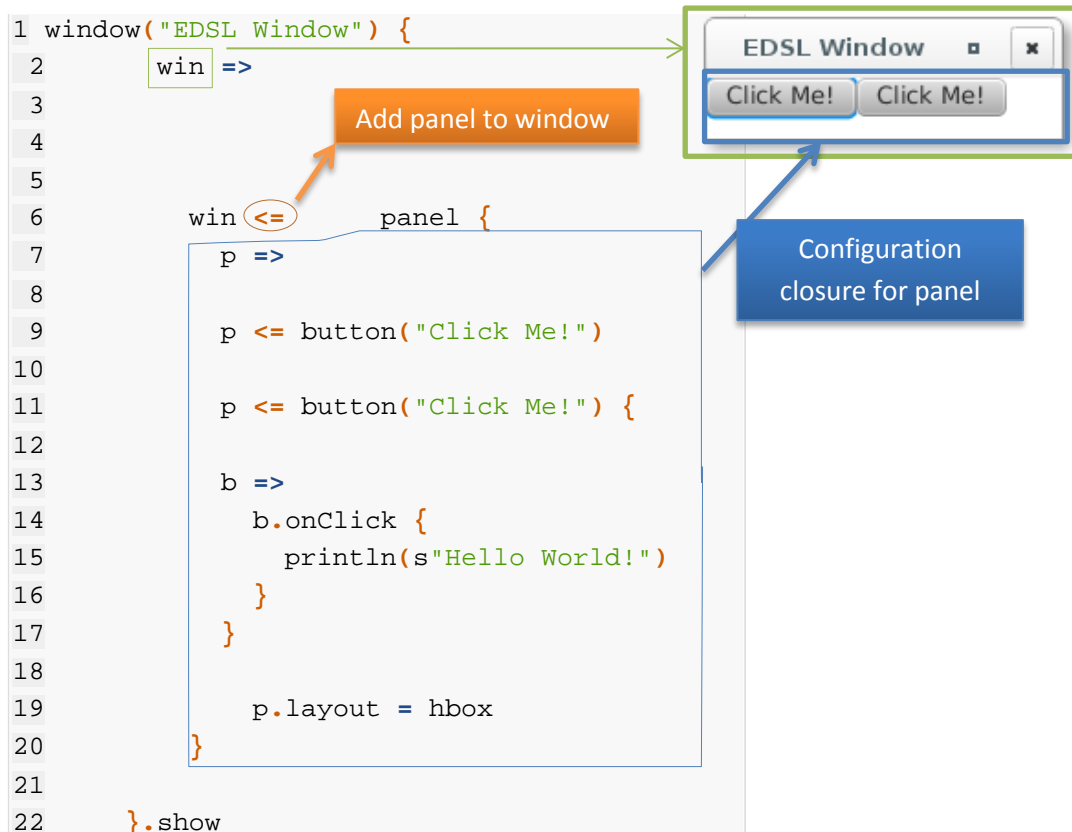 1 window("EDSL Window") {
2 win =>
3
4
5
6 win <= panel {
7 p =>
8
9 p <= button("Click Me!")
10
11 p <= button("Click Me!") {
12
13 b =>
14 b.onClick {
15 println(s"Hello World!")
16 }
17 }
18
19 p.layout = hbox
20 }
21
22 }.show
Add panel to window
EDSL Window
Click Me! Click Me!
Configuration
closure for panel